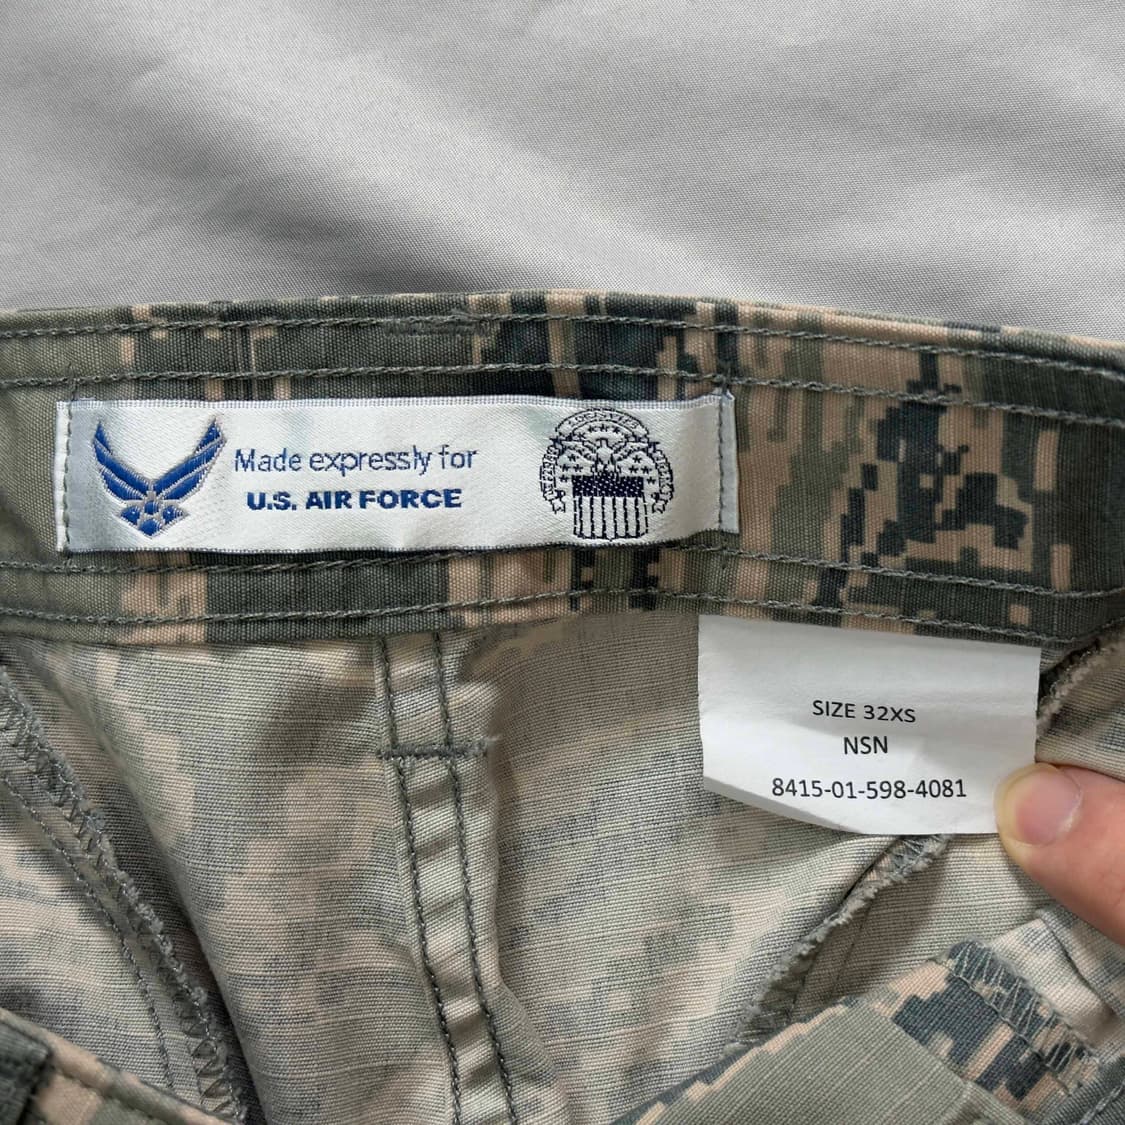 Made expressly for
U.S. AIR FORCE
SIZE 32XS
NSN
8415-01-598-4081